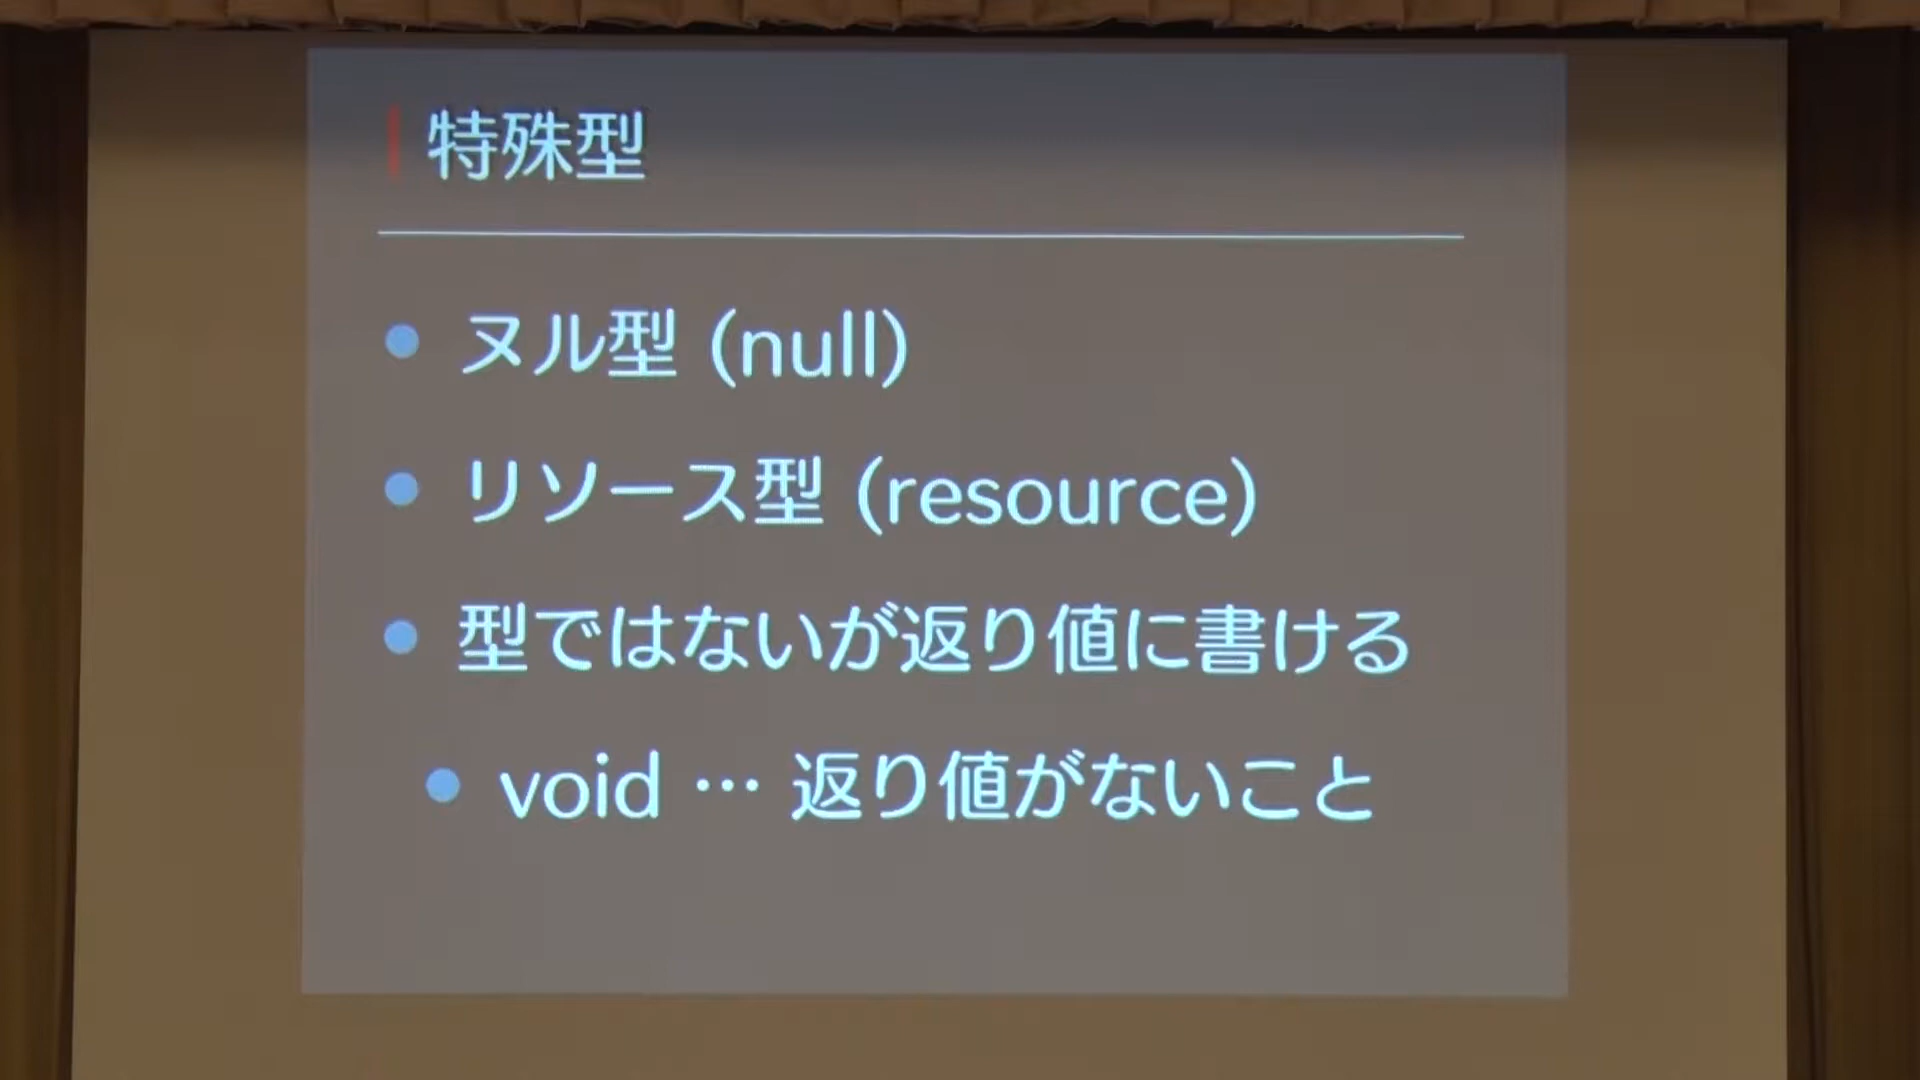 特殊型
ヌル型 (null)
リソース型 (resource)
型ではないが返り値に書ける
void … 返り値がないこと